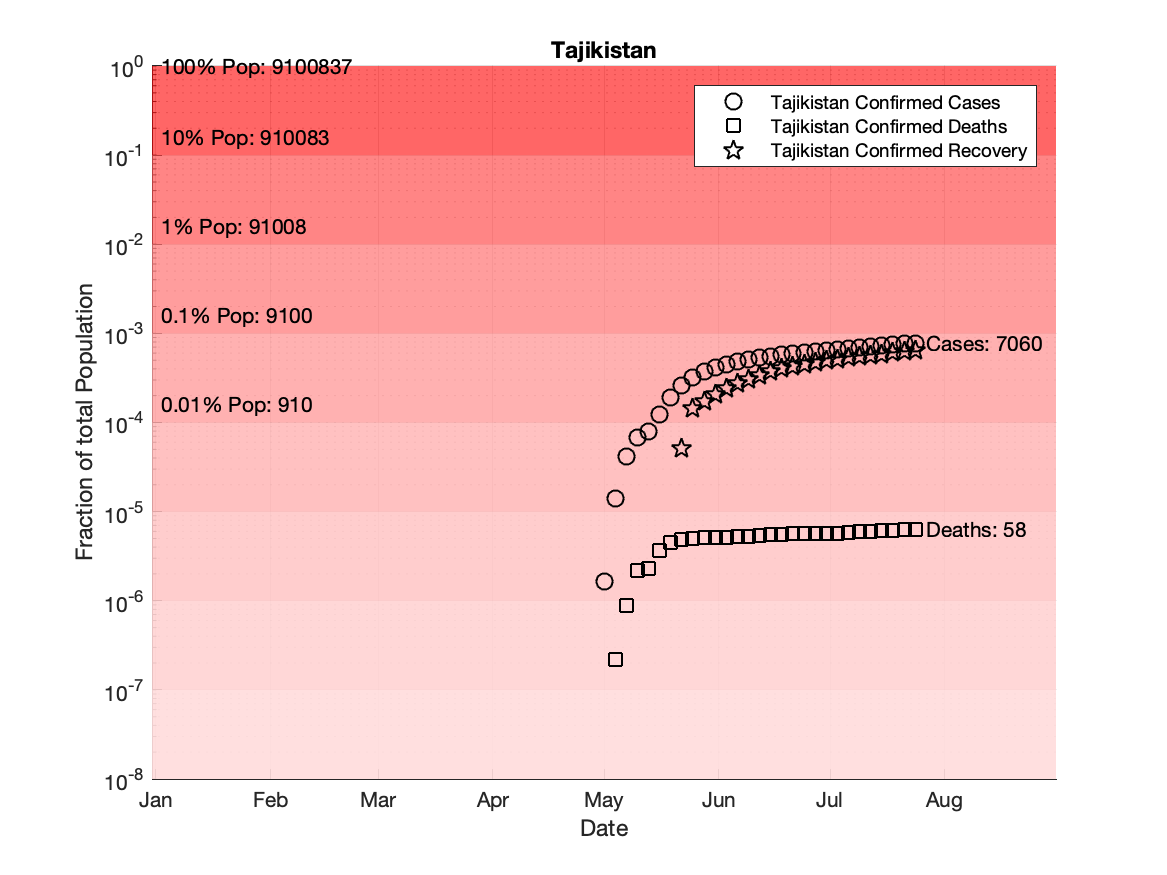 Tajikistan
10^0
100% Pop: 9100837
Tajikistan Confirmed Cases
Tajikistan Confirmed Deaths
Tajikistan Confirmed Recovery
10% Pop: 910083
10^-1
1% Pop: 91008
10^-2
0.1% Pop: 9100
10^-3
Cases: 7060
0.01% Pop: 910
10^-4
10^-5
Deaths: 58
10^-6
10^-7
10^-8
Fraction of total Population
Jan Feb Mar Apr May Jun Jul Aug
Date